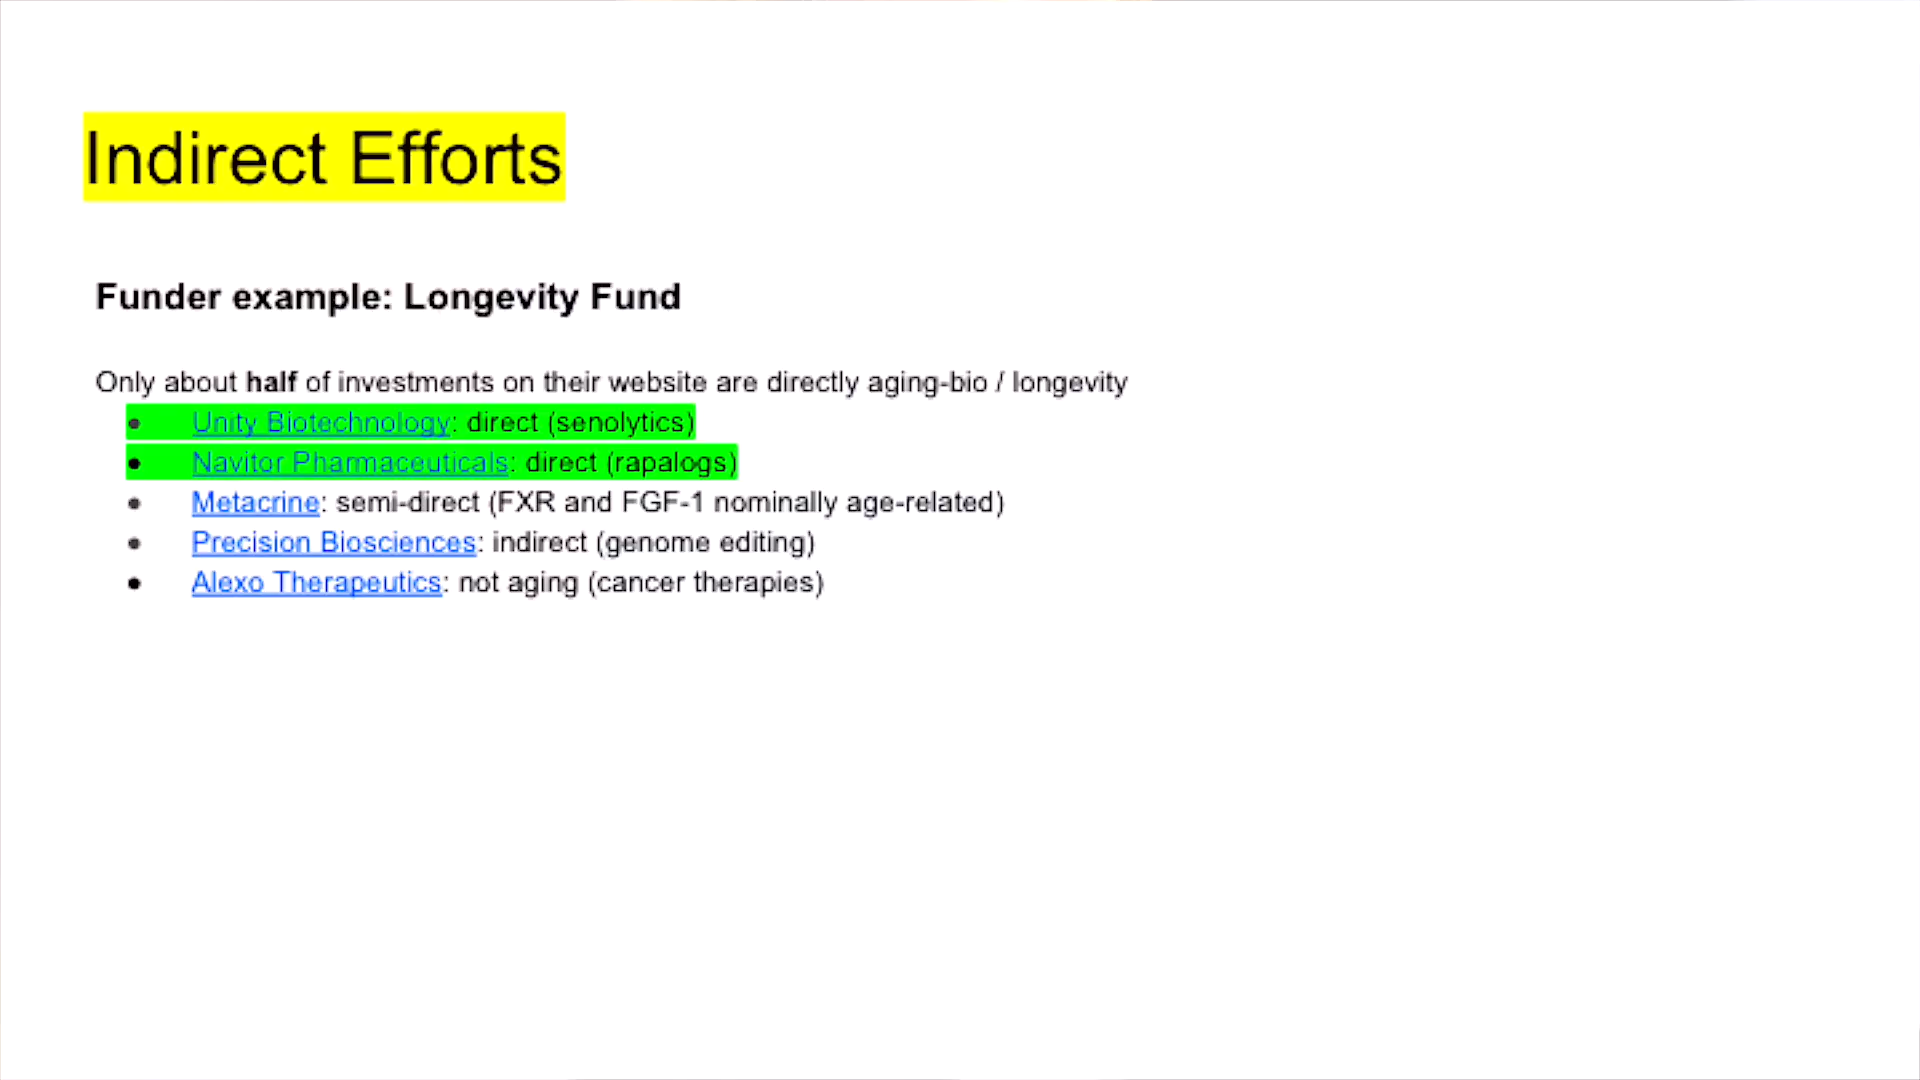 Indirect Efforts
Funder example: Longevity Fund
Only about half of investments on their website are directly aging-bio / longevity
● Unity Biotechnology: direct (senolytics)
● Navitor Pharmaceuticals: direct (rapalogs)
● Metacrine: semi-direct (FXR and FGF-1 nominally age-related)
● Precision Biosciences: indirect (genome editing)
● Alexo Therapeutics: not aging (cancer therapies)